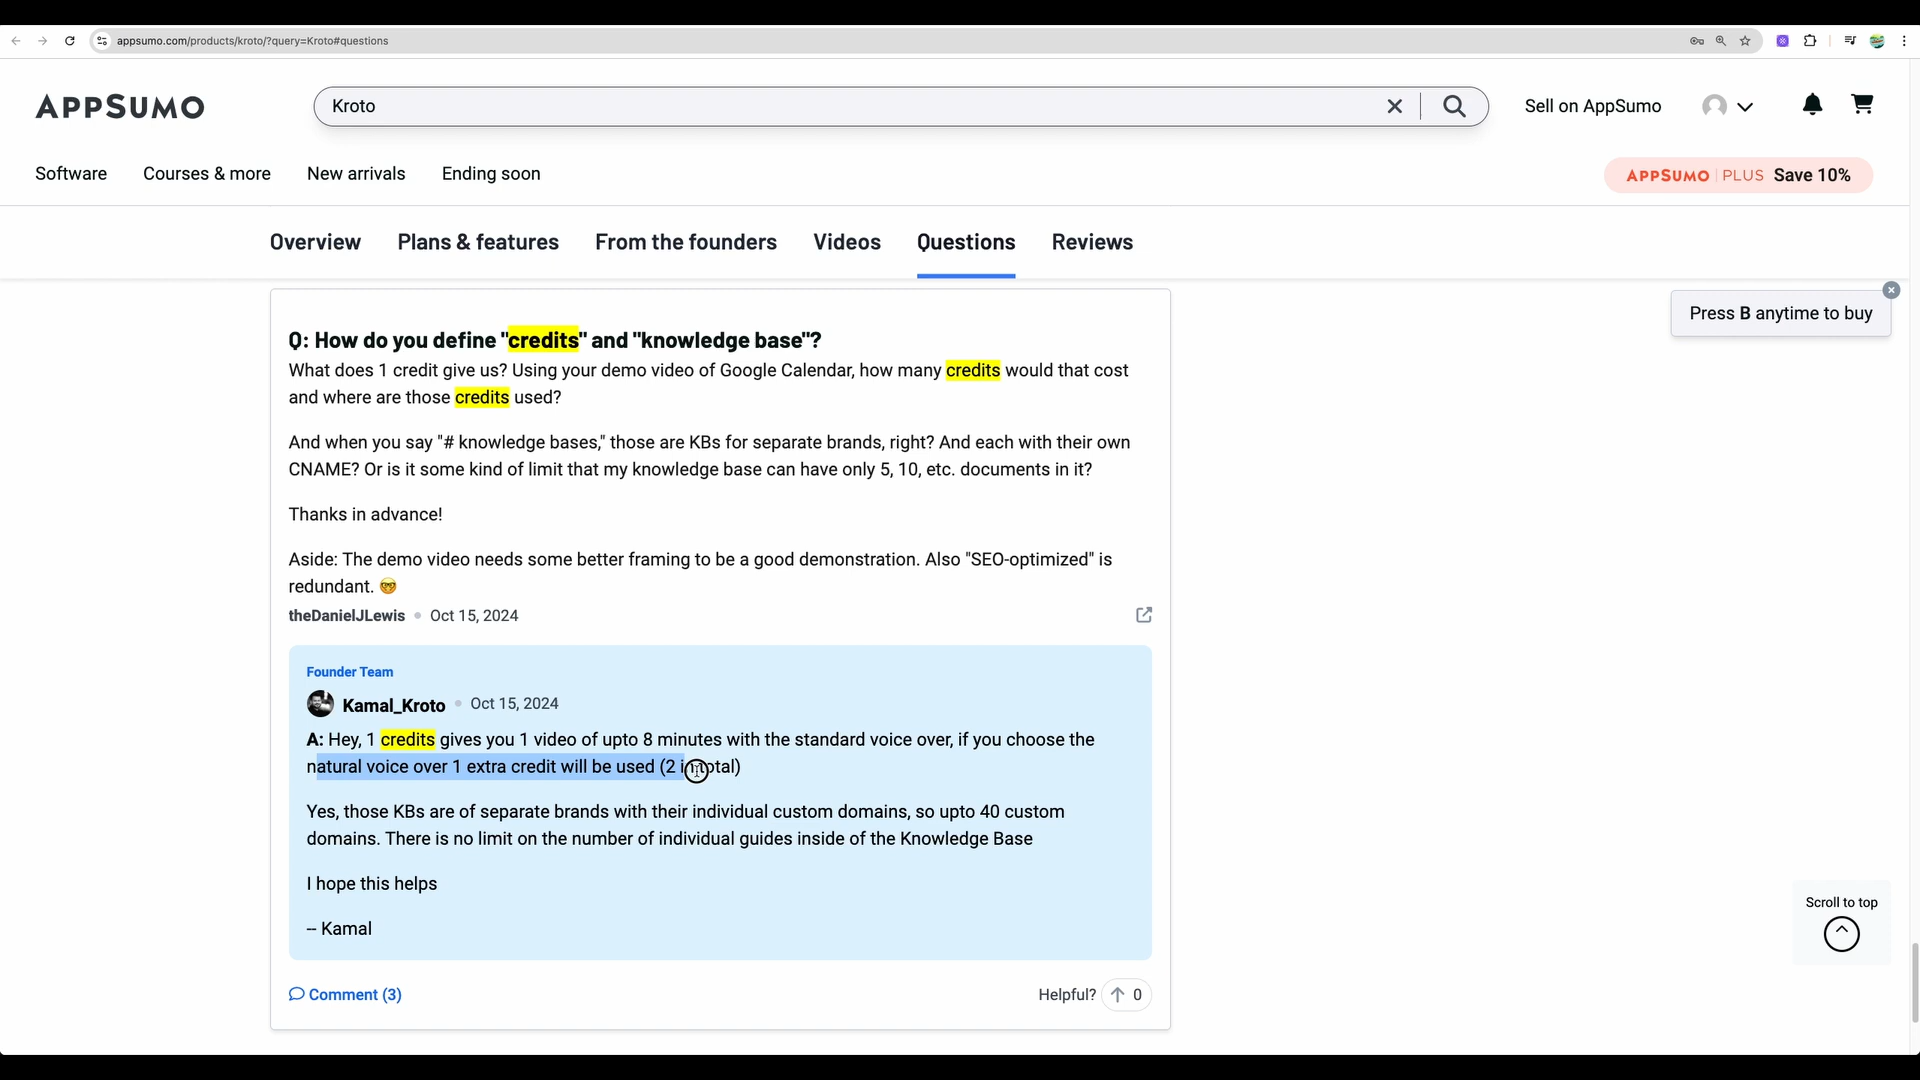 appsumo.com/products/kroto/?query=Kroto#questions
APPSUMO
Kroto
Sell on AppSumo
Software
Courses & more
New arrivals
Ending soon
APPSUMO | PLUS Save 10%
Overview
Plans & features
From the founders
Videos
Questions
Reviews
Press B anytime to buy
Q: How do you define "credits" and "knowledge base"?
What does 1 credit give us? Using your demo video of Google Calendar, how many credits would that cost
and where are those credits used?
And when you say "# knowledge bases," those are KBs for separate brands, right? And each with their own
CNAME? Or is it some kind of limit that my knowledge base can have only 5, 10, etc. documents in it?
Thanks in advance!
Aside: The demo video needs some better framing to be a good demonstration. Also "SEO-optimized" is
redundant. 🤓
theDanielJLewis • Oct 15, 2024
Founder Team
Kamal_Kroto • Oct 15, 2024
A: Hey, 1 credits gives you 1 video of upto 8 minutes with the standard voice over, if you choose the
natural voice over 1 extra credit will be used (2 in total)
Yes, those KBs are of separate brands with their individual custom domains, so upto 40 custom
domains. There is no limit on the number of individual guides inside of the Knowledge Base
I hope this helps
-- Kamal
Comment (3)
Helpful? 0
Scroll to top